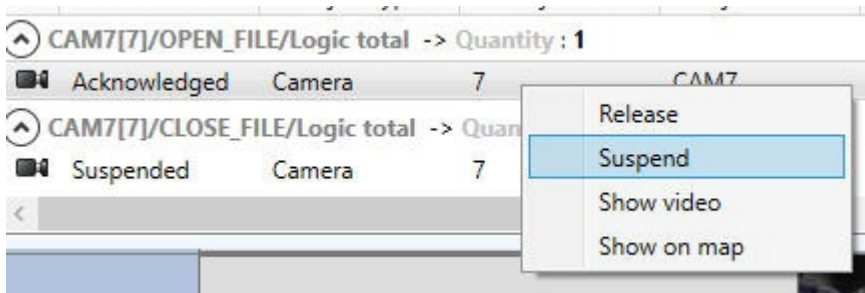 CAM7[7]/OPEN_FILE/Logic total -> Quantity : 1
Acknowledged Camera 7 CAM7
CAM7[7]/CLOSE_FILE/Logic total -> Quan
Suspended Camera 7
Release
Suspend
Show video
Show on map